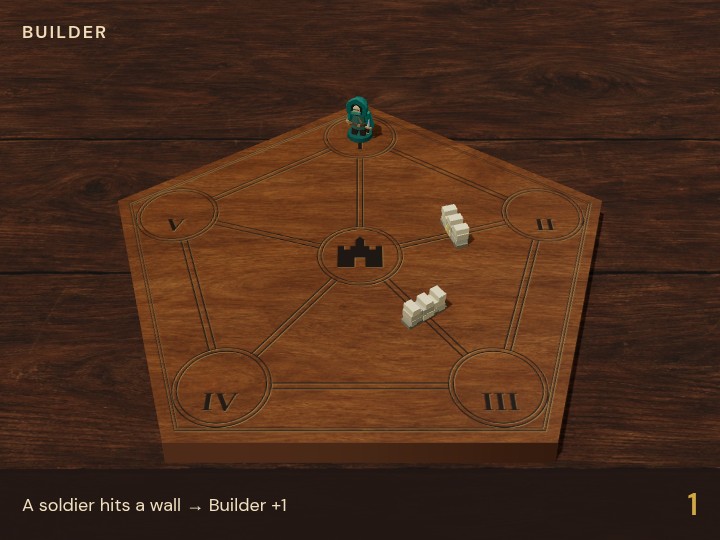 BUILDER
V
II
IV
III
A soldier hits a wall → Builder +1
1